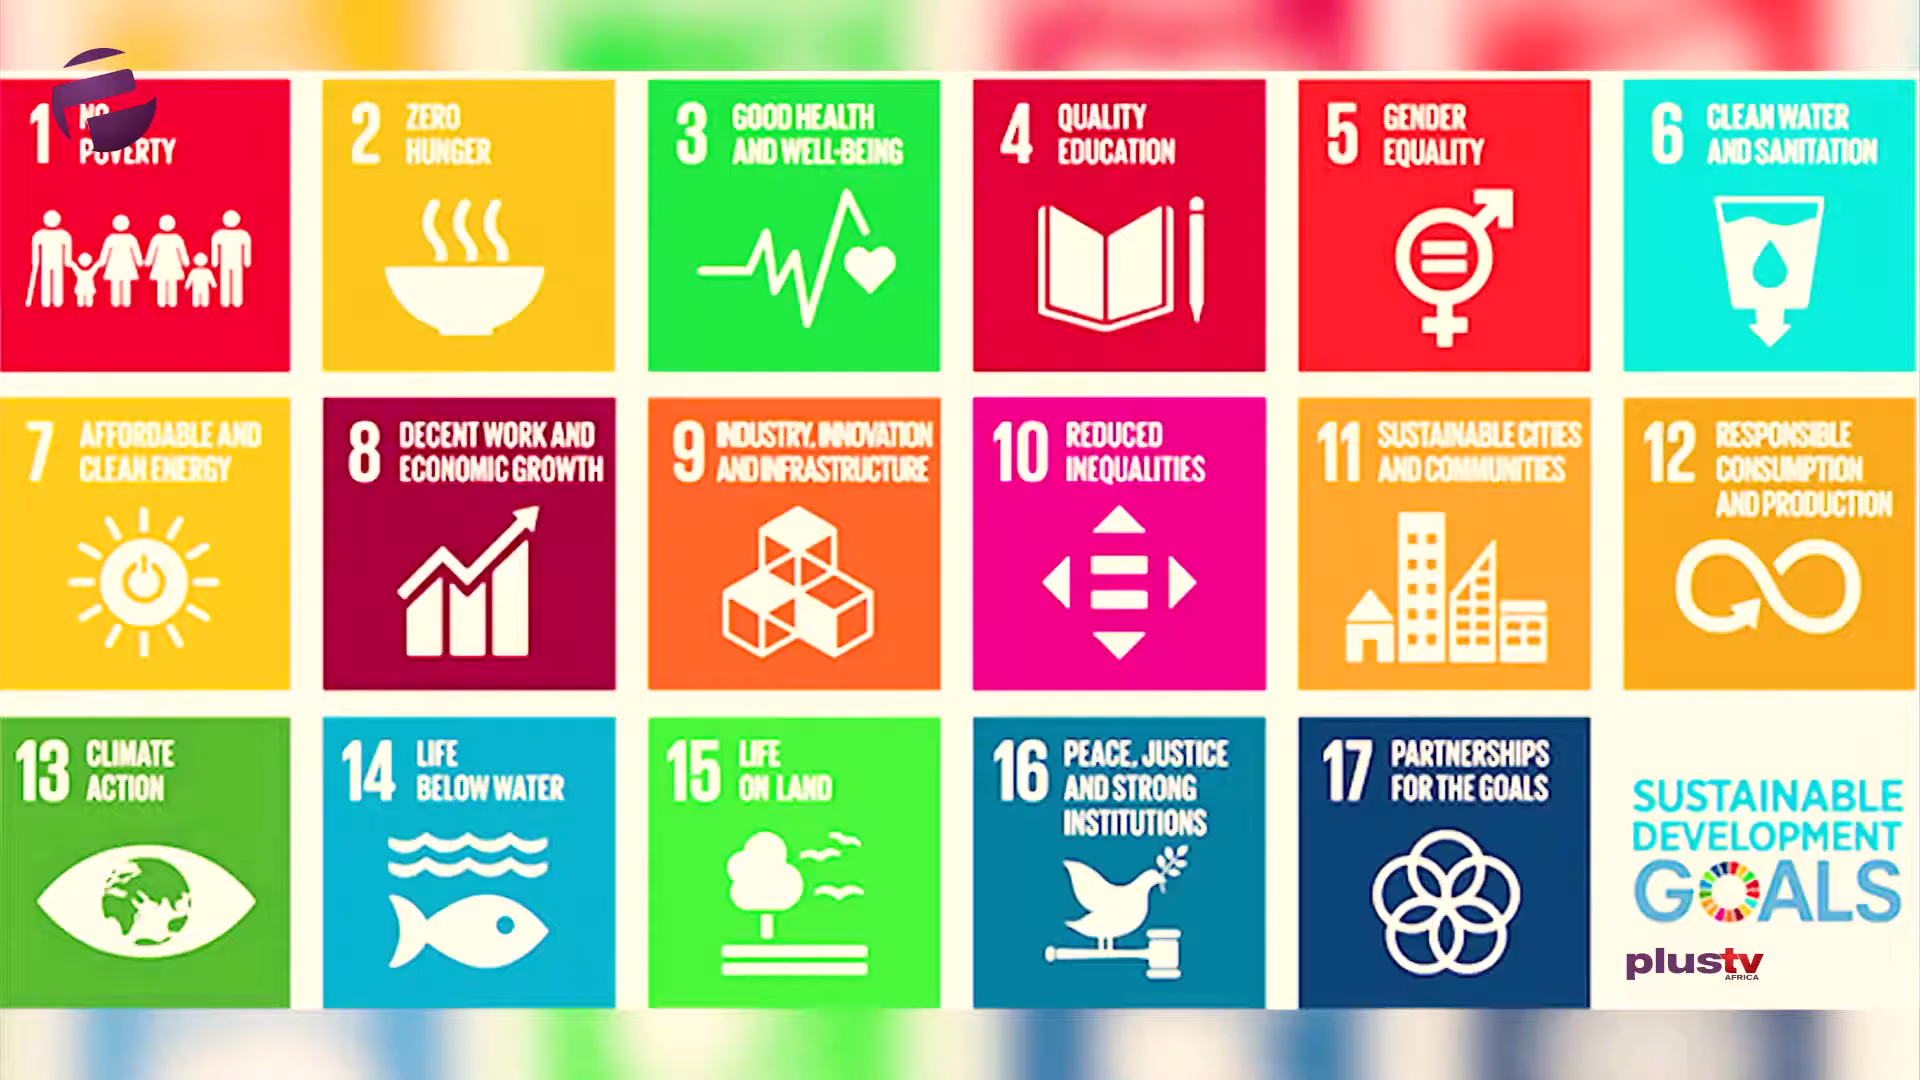 1 NO
POVERTY
2 ZERO
HUNGER
3 GOOD HEALTH
AND WELL-BEING
4 QUALITY
EDUCATION
5 GENDER
EQUALITY
6 CLEAN WATER
AND SANITATION
7 AFFORDABLE AND
CLEAN ENERGY
8 DECENT WORK AND
ECONOMIC GROWTH
9 INDUSTRY, INNOVATION
AND INFRASTRUCTURE
10 REDUCED
INEQUALITIES
11 SUSTAINABLE CITIES
AND COMMUNITIES
12 RESPONSIBLE
CONSUMPTION
AND PRODUCTION
13 CLIMATE
ACTION
14 LIFE
BELOW WATER
15 LIFE
ON LAND
16 PEACE, JUSTICE
AND STRONG
INSTITUTIONS
17 PARTNERSHIPS
FOR THE GOALS
SUSTAINABLE
DEVELOPMENT
GOALS
plustv
AFRICA